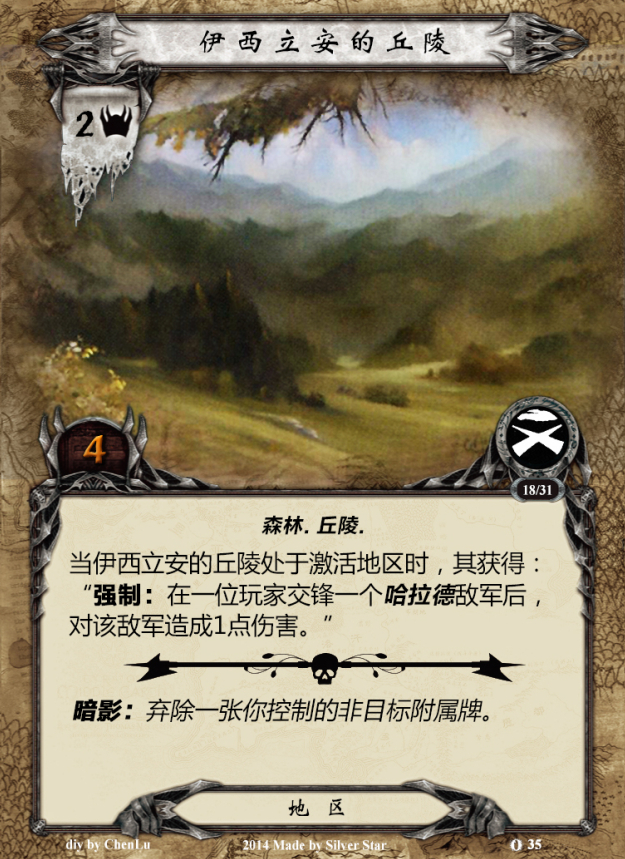 伊西立安的丘陵
2
4
18/31
森林. 丘陵.
当伊西立安的丘陵处于激活地区时，其获得：
“强制：在一位玩家交锋一个哈拉德敌军后，
对该敌军造成1点伤害。”
暗影：弃除一张你控制的非目标附属牌。
地区
div by ChenLu
2014 Made by Silver Star
O 35